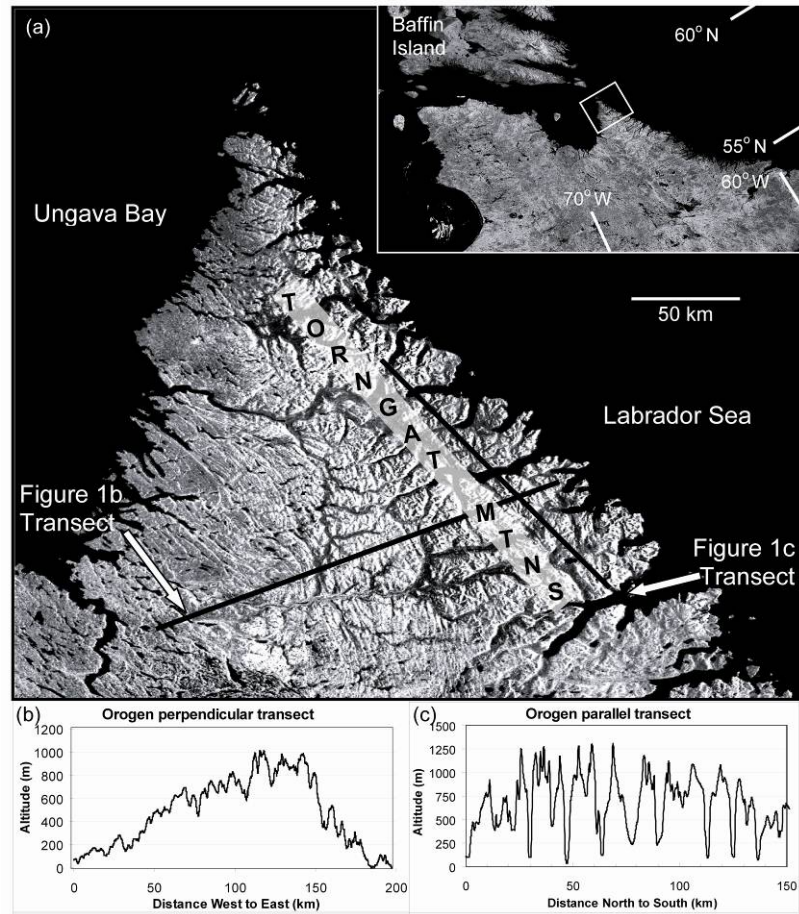 (a)
Baffin
Island
60° N
55° N
60° W
70° W
Ungava Bay
50 km
TORNGAT MTNS
Labrador Sea
Figure 1b
Transect
Figure 1c
Transect
(b)
Orogen perpendicular transect
Altitude (m)
1200
1000
800
600
400
200
0
0
50
100
150
200
Distance West to East (km)
(c)
Orogen parallel transect
Altitude (m)
1500
1250
1000
750
500
250
0
0
50
100
150
Distance North to South (km)